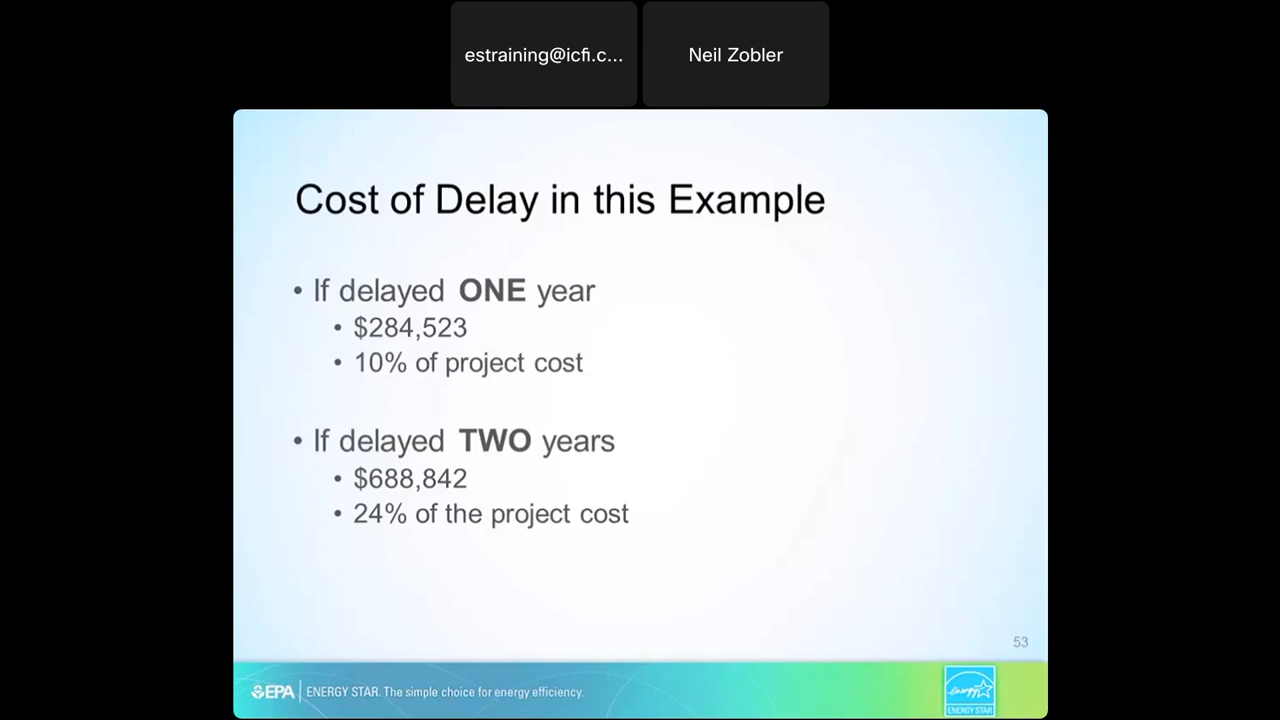 estraining@icfi.c...
Neil Zobler
Cost of Delay in this Example
• If delayed ONE year
• $284,523
• 10% of project cost
• If delayed TWO years
• $688,842
• 24% of the project cost
53
EPA
ENERGY STAR. The simple choice for energy efficiency.
energy
ENERGY STAR